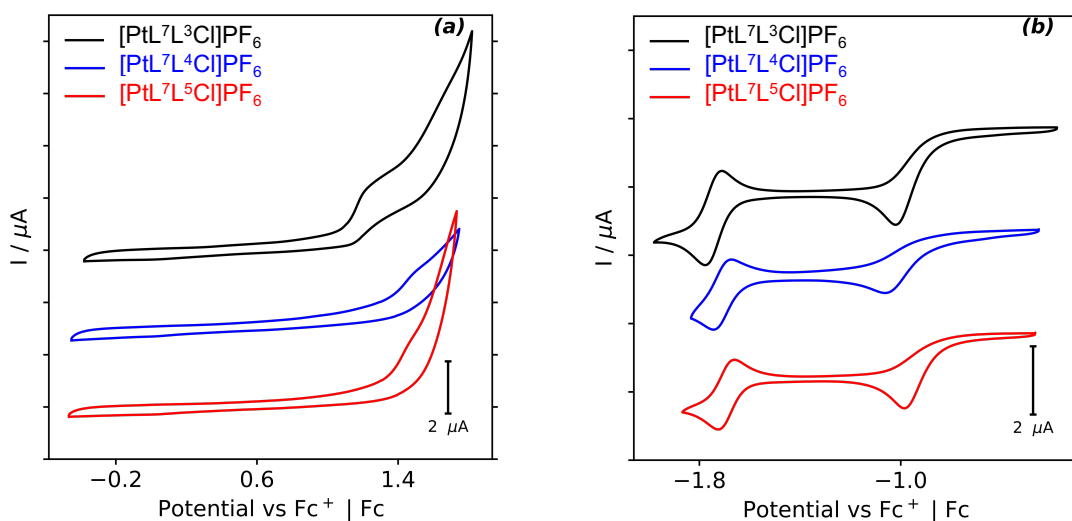 (a)
[PtL⁷L³Cl]PF₆
[PtL⁷L⁴Cl]PF₆
[PtL⁷L⁵Cl]PF₆
I / μA
2 μA
−0.2 0.6 1.4
Potential vs Fc⁺ | Fc
(b)
[PtL⁷L³Cl]PF₆
[PtL⁷L⁴Cl]PF₆
[PtL⁷L⁵Cl]PF₆
I / μA
2 μA
−1.8 −1.0
Potential vs Fc⁺ | Fc